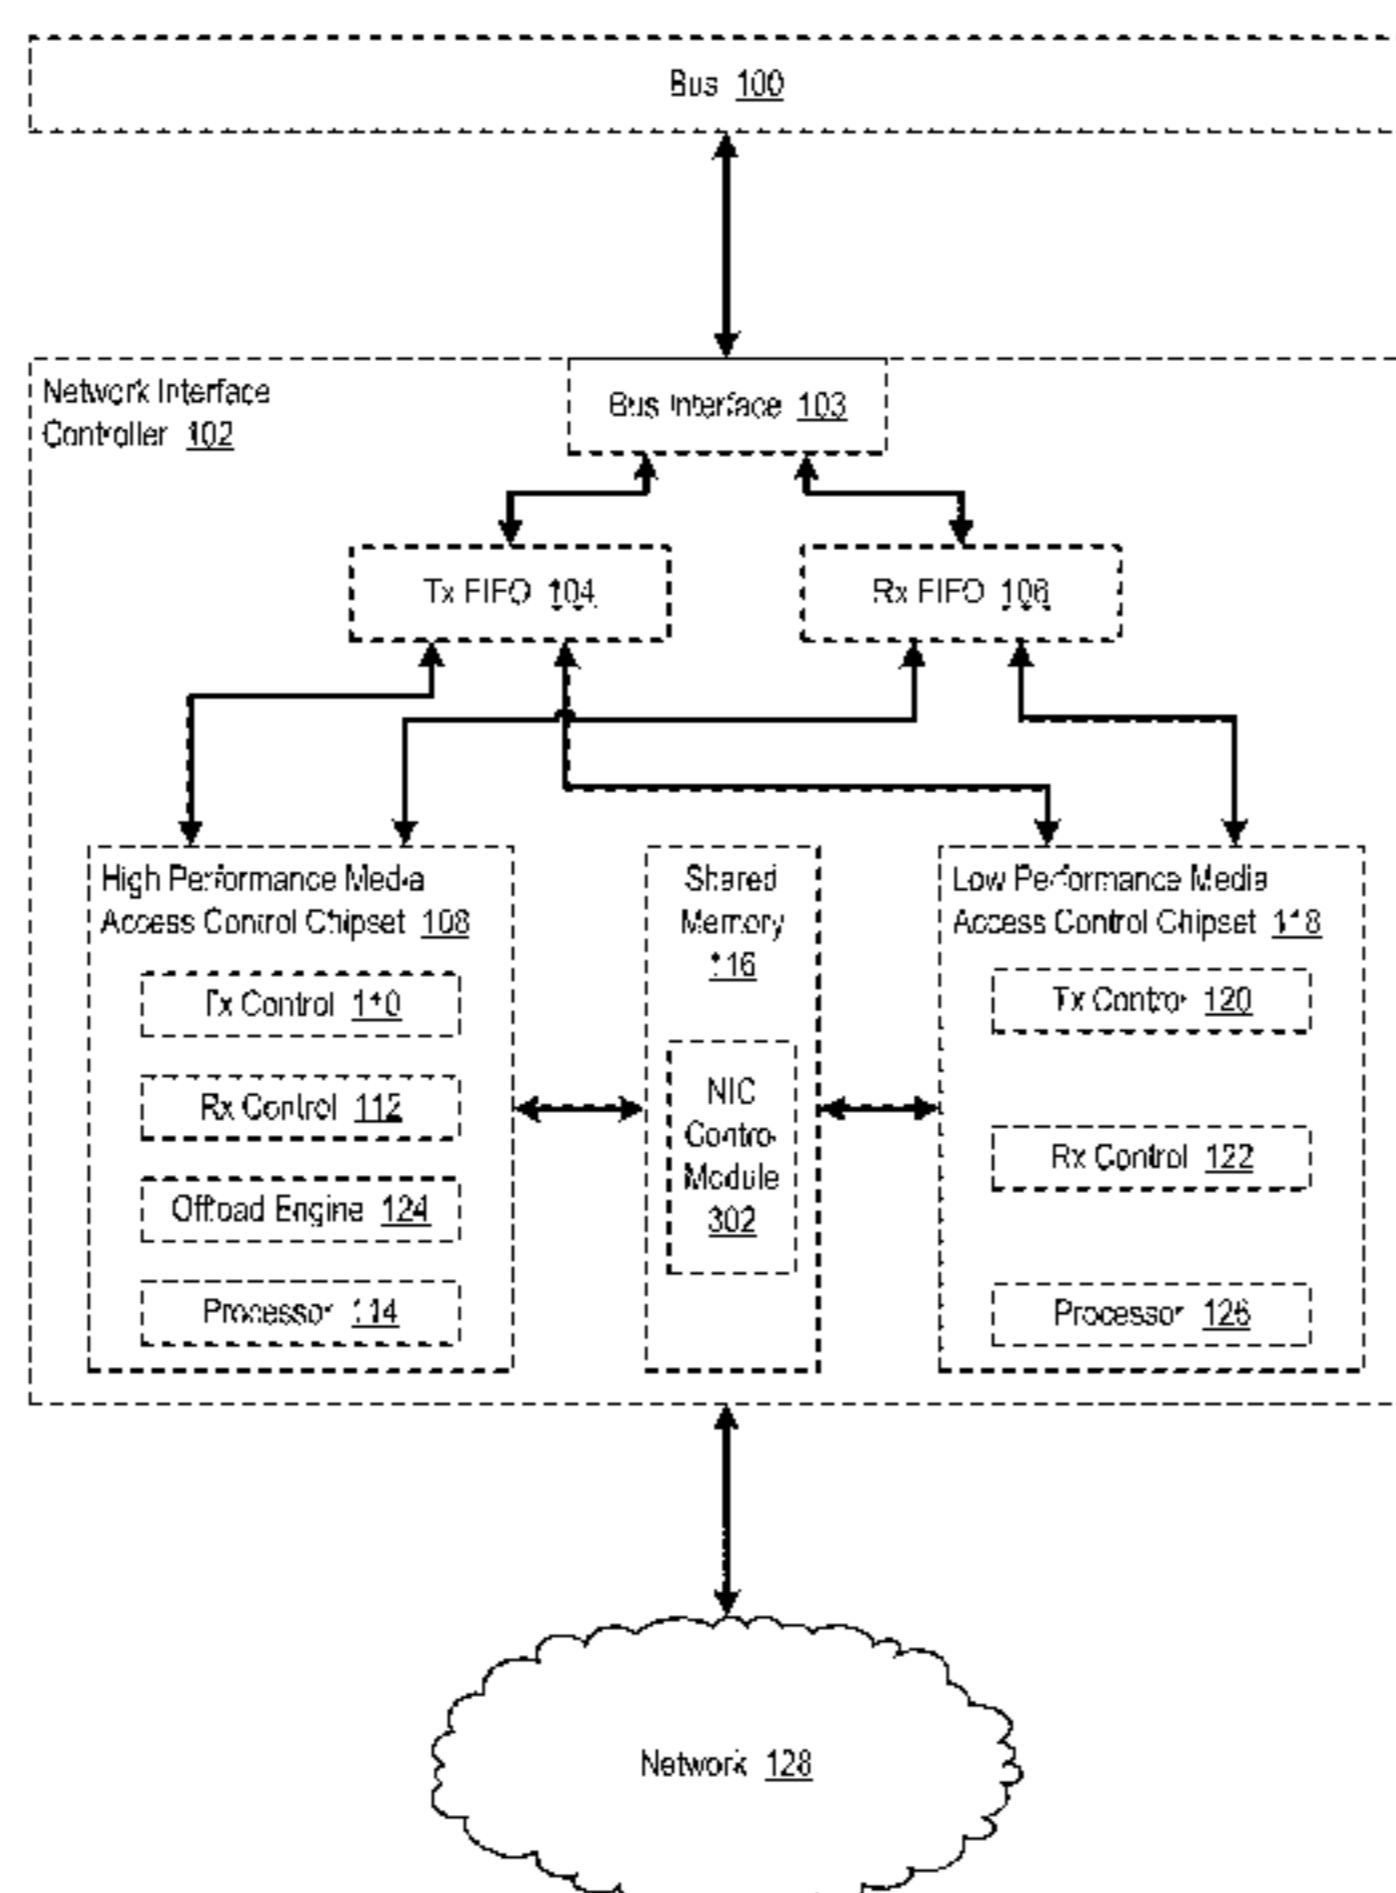 Bus 100
Network Interface
Controller 102
Bus Interface 103
Tx FIFO 104
Rx FIFO 106
High Performance Media
Access Control Chipset 108
Tx Control 110
Rx Control 112
Offload Engine 124
Processor 114
Shared
Memory
116
NIC
Control
Module
302
Low Performance Media
Access Control Chipset 118
Tx Control 120
Rx Control 122
Processor 126
Network 128